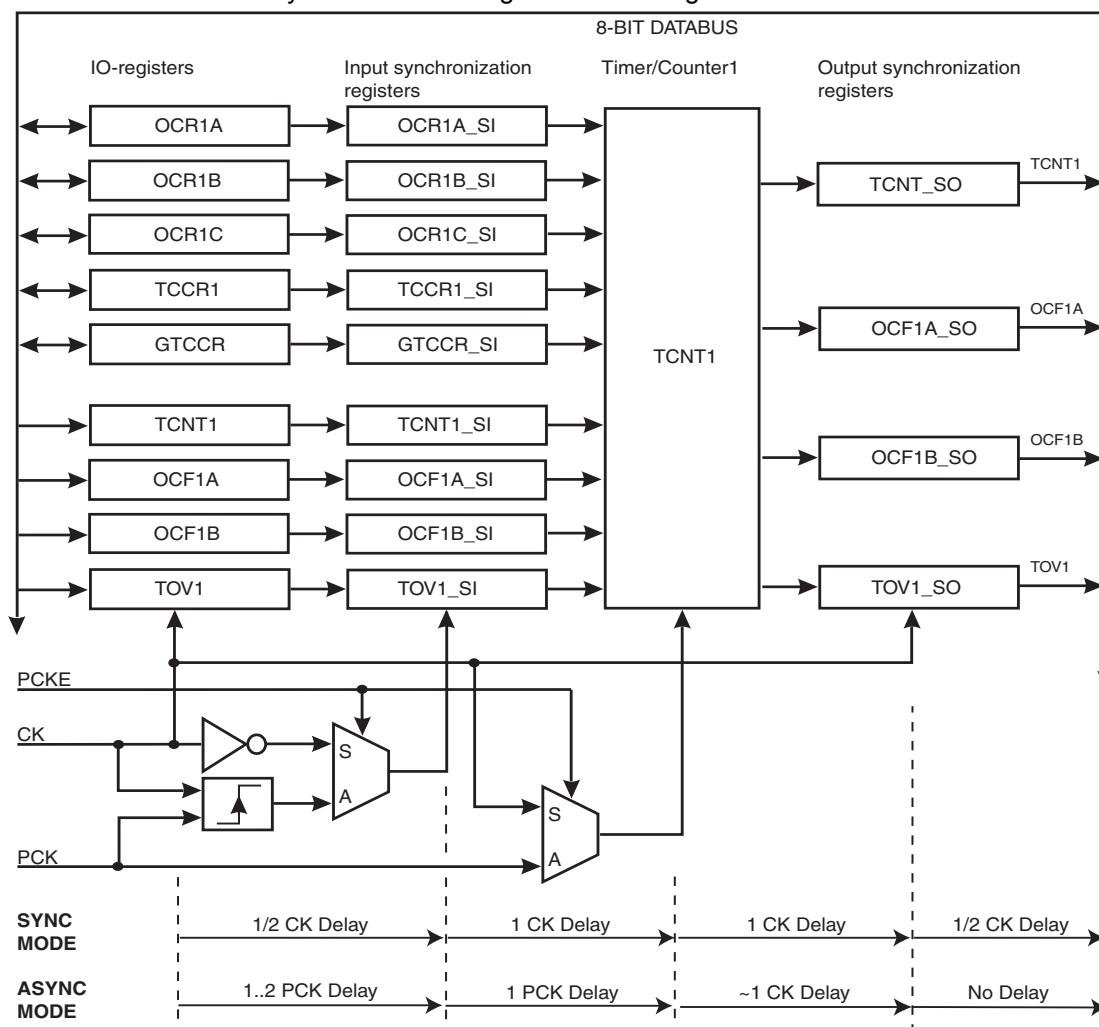 8-BIT DATABUS
IO-registers
Input synchronization
registers
Timer/Counter1
Output synchronization
registers
OCR1A
OCR1A_SI
OCR1B
OCR1B_SI
OCR1C
OCR1C_SI
TCCR1
TCCR1_SI
GTCCR
GTCCR_SI
TCNT1
TCNT1_SI
OCF1A
OCF1A_SI
OCF1B
OCF1B_SI
TOV1
TOV1_SI
TCNT1
TCNT_SO
TCNT1
OCF1A_SO
OCF1A
OCF1B_SO
OCF1B
TOV1_SO
TOV1
PCKE
CK
S
A
S
A
PCK
SYNC
MODE
1/2 CK Delay
1 CK Delay
1 CK Delay
1/2 CK Delay
ASYNC
MODE
1..2 PCK Delay
1 PCK Delay
~1 CK Delay
No Delay